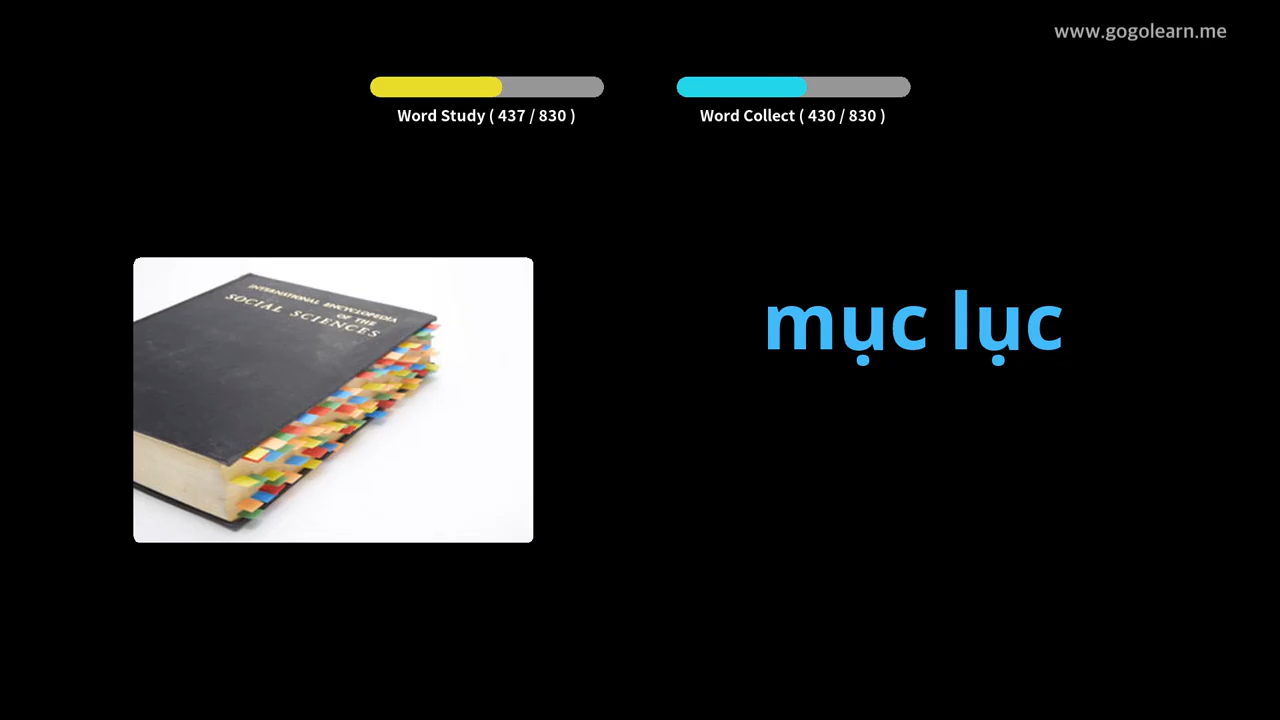 www.gogolearn.me
Word Study ( 437 / 830 )
Word Collect ( 430 / 830 )
INTERNATIONAL ENCYCLOPEDIA
OF THE
SOCIAL SCIENCES
mục lục